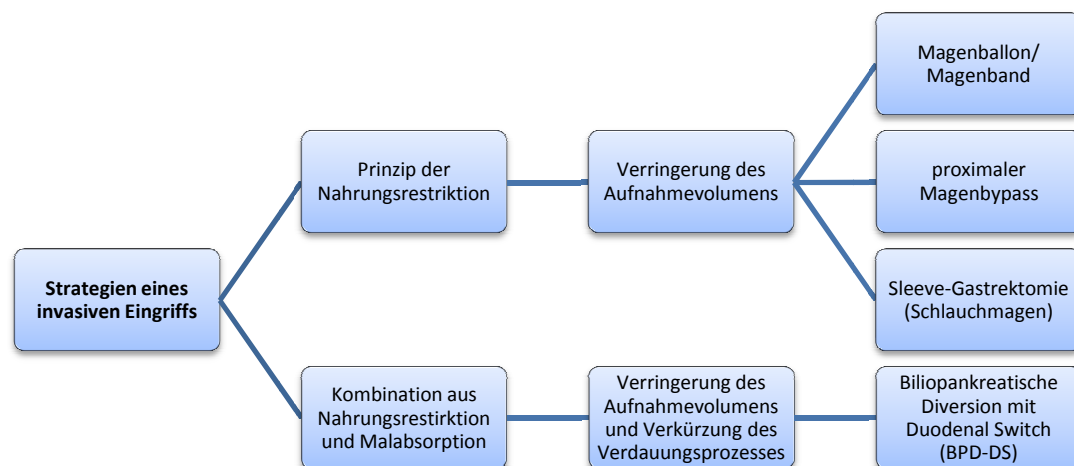 Strategien eines
invasiven Eingriffs
Prinzip der
Nahrungsrestriktion
Verringerung des
Aufnahmevolumens
Magenballon/
Magenband
proximaler
Magenbypass
Sleeve-Gastrektomie
(Schlauchmagen)
Kombination aus
Nahrungsrestirktion
und Malabsorption
Verringerung des
Aufnahmevolumens
und Verkürzung des
Verdauungsprozesses
Biliopankreatische
Diversion mit
Duodenal Switch
(BPD-DS)